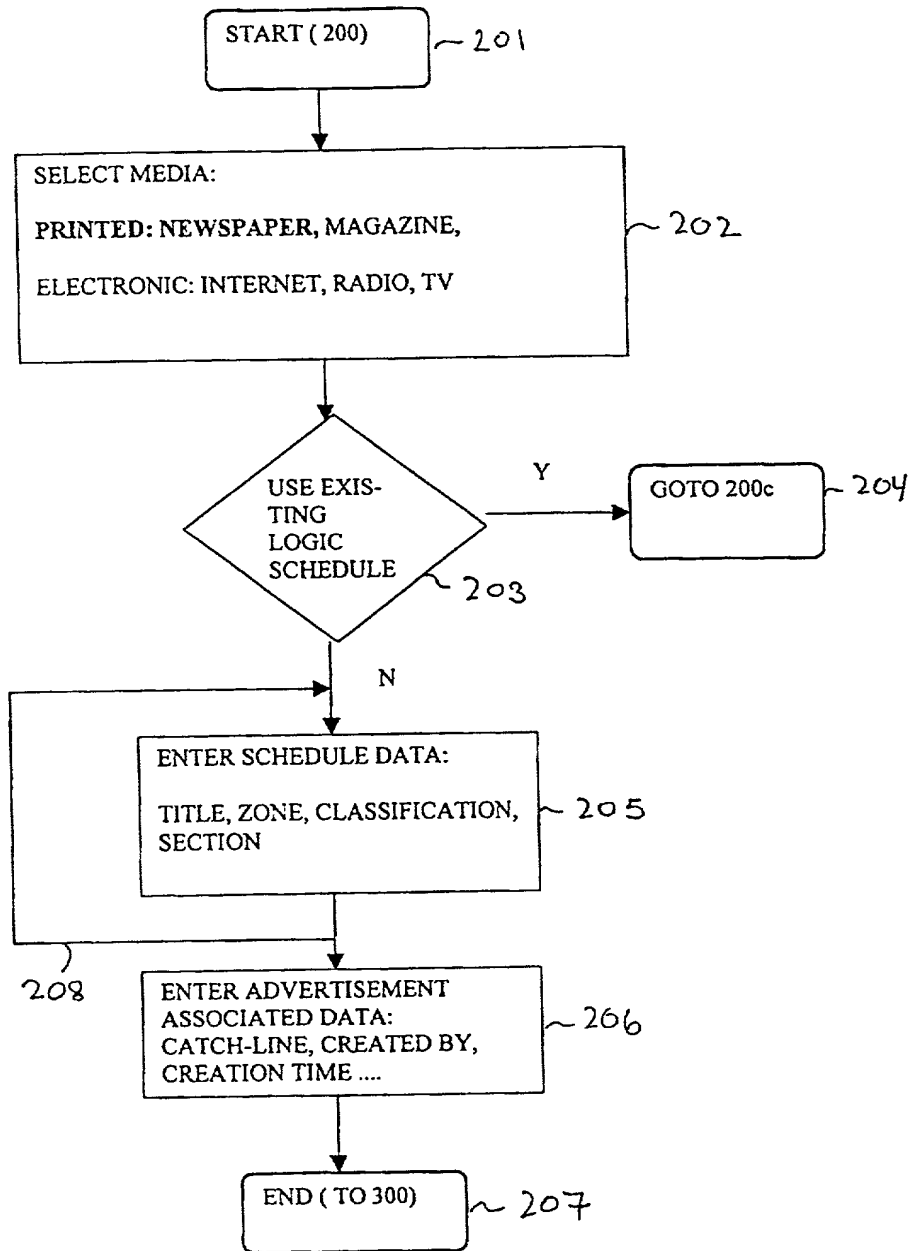 START ( 200)
~ 201
SELECT MEDIA:
PRINTED: NEWSPAPER, MAGAZINE,
~ 202
ELECTRONIC: INTERNET, RADIO, TV
USE EXIS-
TING
LOGIC
SCHEDULE
~ 203
Y
GOTO 200c
~ 204
N
ENTER SCHEDULE DATA:
TITLE, ZONE, CLASSIFICATION,
SECTION
~ 205
208
ENTER ADVERTISEMENT
ASSOCIATED DATA:
CATCH-LINE, CREATED BY,
CREATION TIME ....
~ 206
END ( TO 300)
~ 207